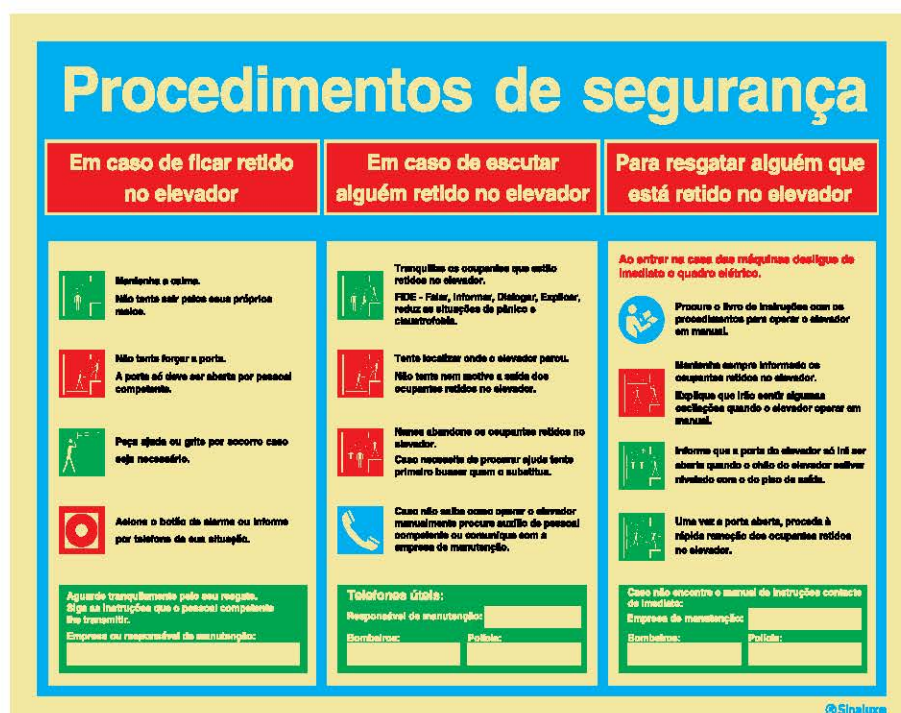 Procedimentos de segurança
Em caso de ficar retido
no elevador
Mantenha a calma.
Não tente sair pelos seus próprios
meios.
Não tente forçar a porta.
A porta só deve ser aberta por pessoal
competente.
Peça ajuda ou grite por socorro caso
seja necessário.
Acione o botão de alarme ou informe
por telefone da sua situação.
Aguarde tranquilamente pelo seu resgate.
Siga as instruções que o pessoal competente
lhe transmitir.
Empresa ou responsável de manutenção:
Em caso de escutar
alguém retido no elevador
Tranquilize os ocupantes que estão
retidos no elevador.
FIDE - Falar, Informar, Dialogar, Explicar,
reduz as situações de pânico e
claustrofobia.
Tente localizar onde o elevador parou.
Não tente nem motive a saída dos
ocupantes retidos no elevador.
Nunca abandone os ocupantes retidos no
elevador.
Caso necessite de procurar ajuda tente
primeiro buscar quem o substitua.
Caso não saiba como operar o elevador
manualmente procure auxílio de pessoal
competente ou comunique com a
empresa de manutenção.
Telefones úteis:
Responsável de manutenção:
Bombeiros: Polícia:
Para resgatar alguém que
está retido no elevador
Ao entrar na casa das máquinas desligue de
imediato o quadro elétrico.
Procure o livro de instruções com os
procedimentos para operar o elevador
em manual.
Mantenha sempre informado os
ocupantes retidos no elevador.
Explique que irão sentir algumas
oscilações quando o elevador operar em
manual.
Informe que a porta do elevador só irá ser
aberta quando o chão do elevador estiver
nivelado com o do piso de saída.
Uma vez a porta aberta, proceda à
rápida remoção dos ocupantes retidos
no elevador.
Caso não encontre o manual de instruções contacte
de imediato:
Empresa de manutenção:
Bombeiros: Polícia:
Sinalux®